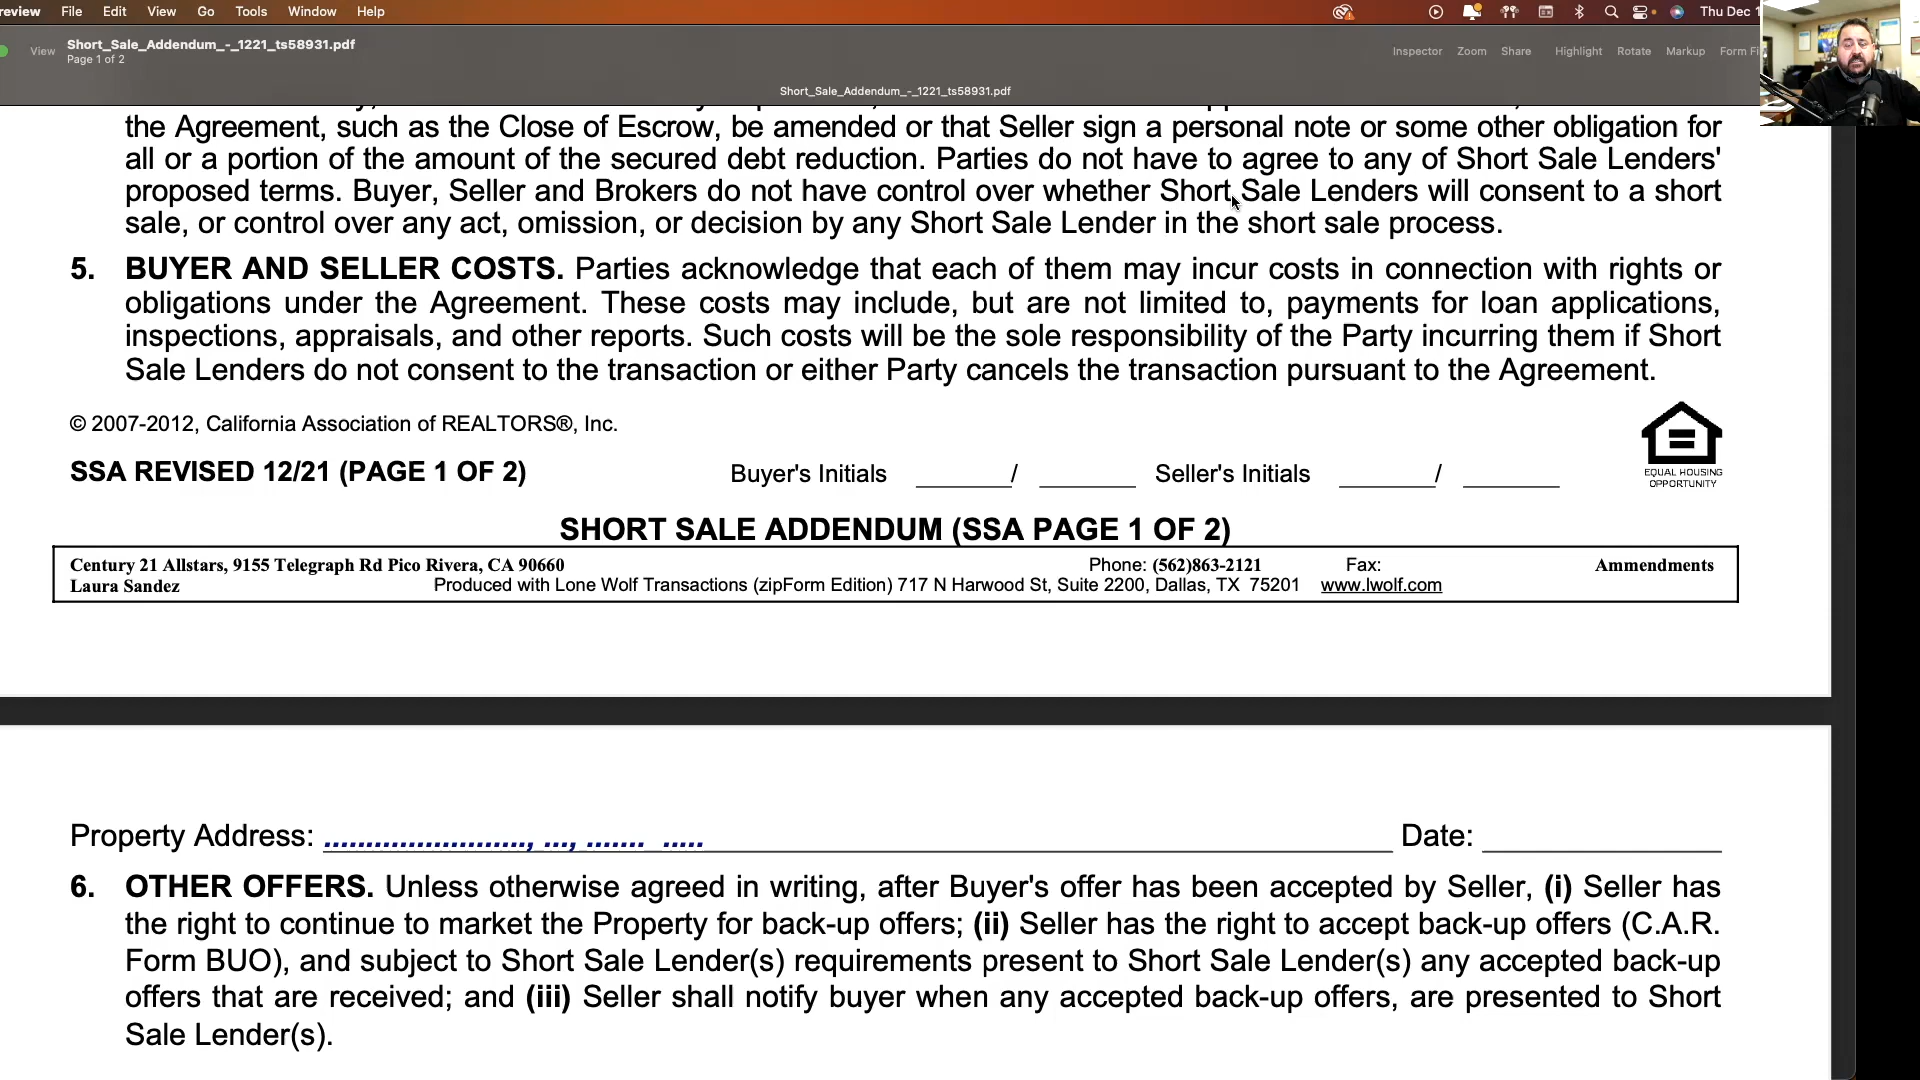 review File Edit View Go Tools Window Help Thu Dec 1
View Short_Sale_Addendum_-_1221_ts58931.pdf Inspector Zoom Share Highlight Rotate Markup Form Fi
Page 1 of 2
Short_Sale_Addendum_-_1221_ts58931.pdf
the Agreement, such as the Close of Escrow, be amended or that Seller sign a personal note or some other obligation for
all or a portion of the amount of the secured debt reduction. Parties do not have to agree to any of Short Sale Lenders'
proposed terms. Buyer, Seller and Brokers do not have control over whether Short Sale Lenders will consent to a short
sale, or control over any act, omission, or decision by any Short Sale Lender in the short sale process.
5. BUYER AND SELLER COSTS. Parties acknowledge that each of them may incur costs in connection with rights or
obligations under the Agreement. These costs may include, but are not limited to, payments for loan applications,
inspections, appraisals, and other reports. Such costs will be the sole responsibility of the Party incurring them if Short
Sale Lenders do not consent to the transaction or either Party cancels the transaction pursuant to the Agreement.
© 2007-2012, California Association of REALTORS®, Inc.
SSA REVISED 12/21 (PAGE 1 OF 2) Buyer's Initials ______/ ______ Seller's Initials ______/ ______
EQUAL HOUSING
OPPORTUNITY
SHORT SALE ADDENDUM (SSA PAGE 1 OF 2)
Century 21 Allstars, 9155 Telegraph Rd Pico Rivera, CA 90660 Phone: (562)863-2121 Fax: Ammendments
Laura Sandez Produced with Lone Wolf Transactions (zipForm Edition) 717 N Harwood St, Suite 2200, Dallas, TX 75201 www.lwolf.com
Property Address: ........................, ..., ....... ..... Date:
6. OTHER OFFERS. Unless otherwise agreed in writing, after Buyer's offer has been accepted by Seller, (i) Seller has
the right to continue to market the Property for back-up offers; (ii) Seller has the right to accept back-up offers (C.A.R.
Form BUO), and subject to Short Sale Lender(s) requirements present to Short Sale Lender(s) any accepted back-up
offers that are received; and (iii) Seller shall notify buyer when any accepted back-up offers, are presented to Short
Sale Lender(s).